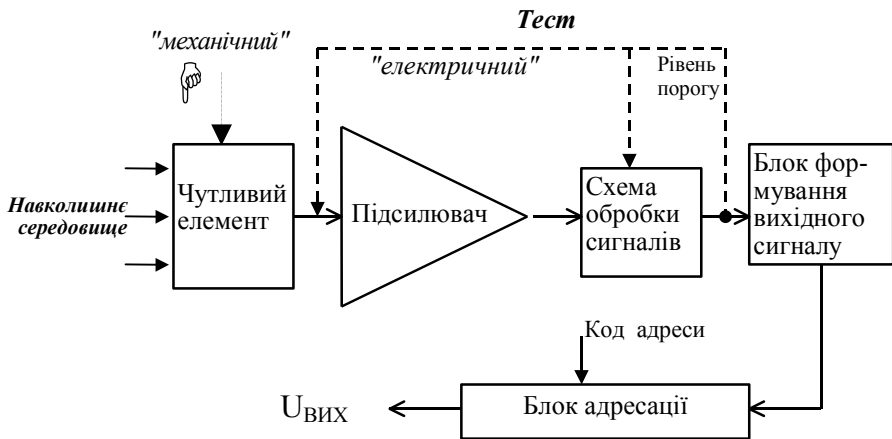 Тест
"механічний"
"електричний"
Рівень
порогу
Навколишнє
середовище
Чутливий
елемент
Підсилювач
Схема
обробки
сигналів
Блок фор-
мування
вихідного
сигналу
Код адреси
Блок адресації
UВИХ